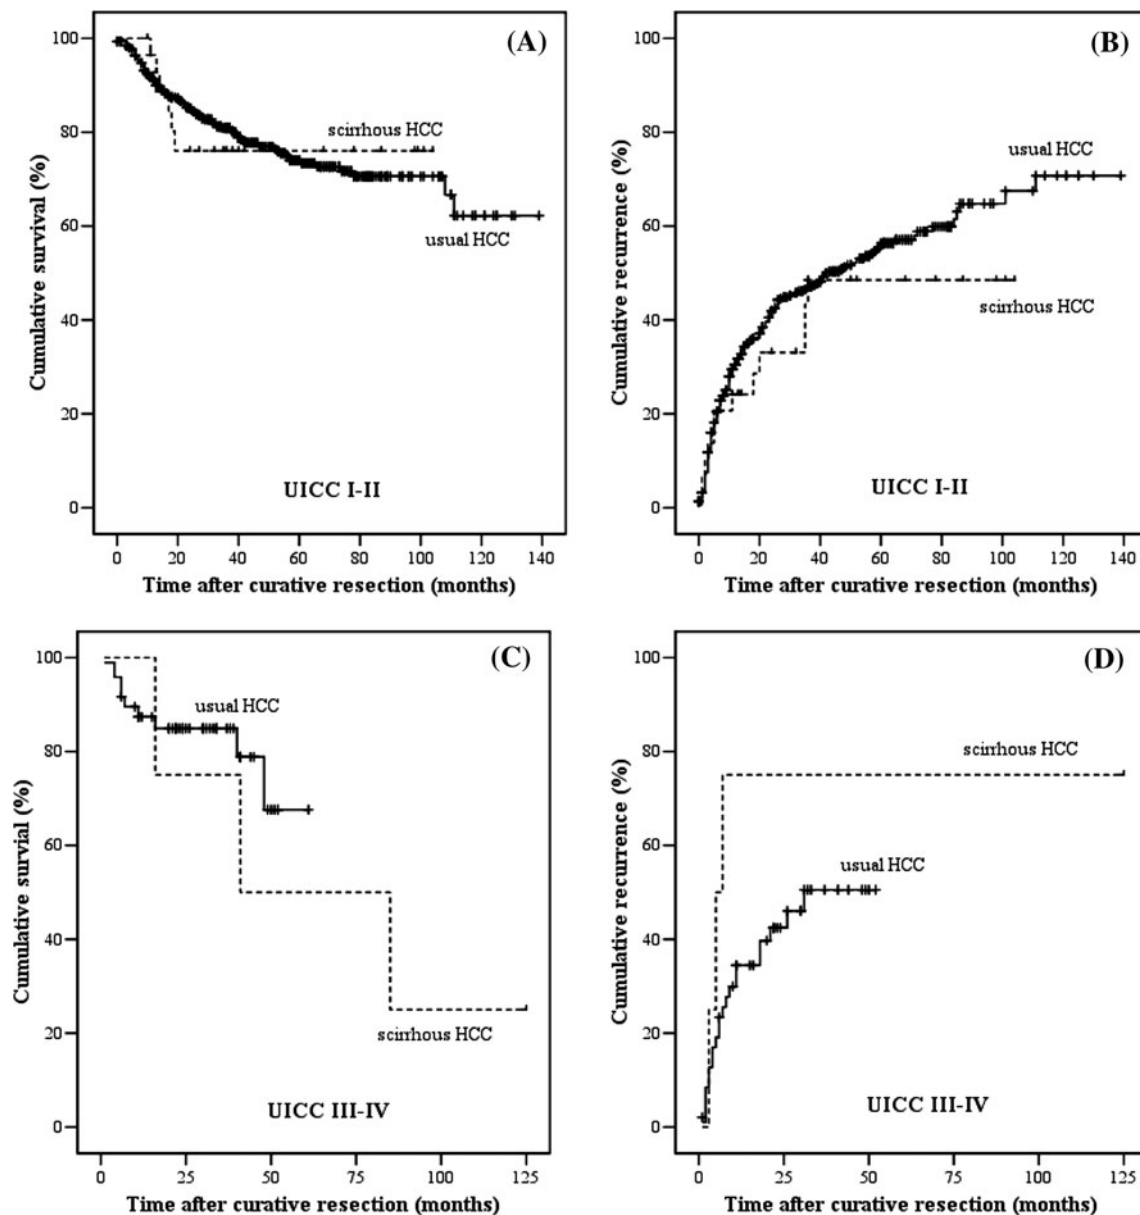 (A)
Cumulative survival (%)
100
80
60
40
20
0
scirrhous HCC
usual HCC
UICC I-II
0 20 40 60 80 100 120 140
Time after curative resection (months)
(B)
Cumulative recurrence (%)
100
80
60
40
20
0
usual HCC
scirrhous HCC
UICC I-II
0 20 40 60 80 100 120 140
Time after curative resection (months)
(C)
Cumulative survial (%)
100
80
60
40
20
0
usual HCC
scirrhous HCC
UICC III-IV
0 25 50 75 100 125
Time after curative resection (months)
(D)
Cumulative recurrence (%)
100
80
60
40
20
0
scirrhous HCC
usual HCC
UICC III-IV
0 25 50 75 100 125
Time after curative resection (months)